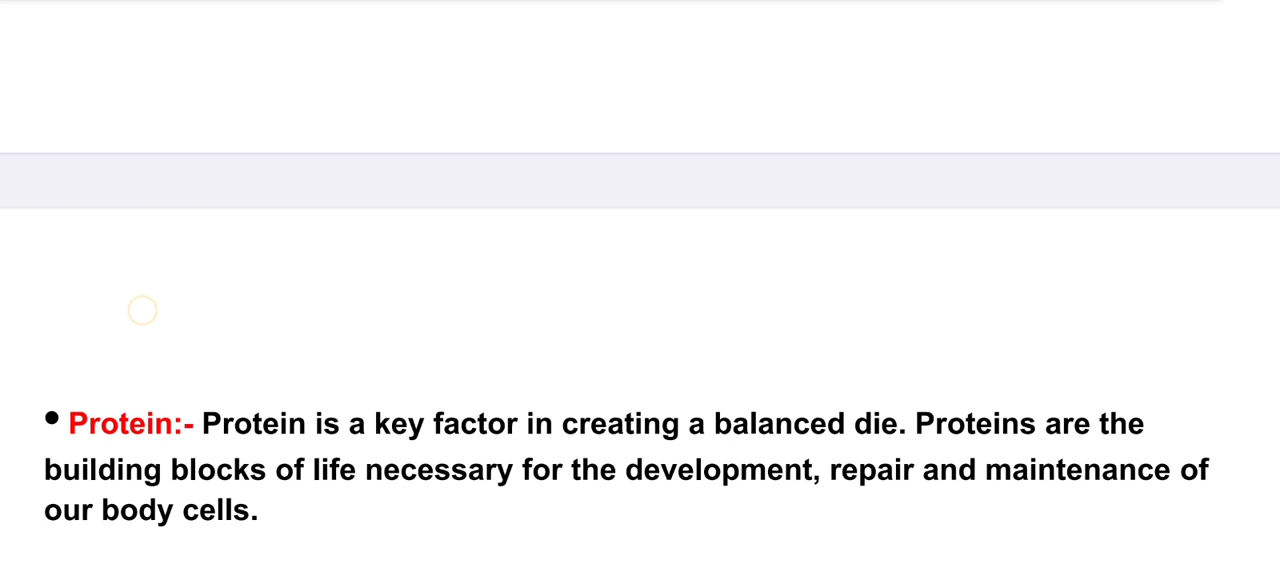 • Protein:- Protein is a key factor in creating a balanced die. Proteins are the
building blocks of life necessary for the development, repair and maintenance of
our body cells.